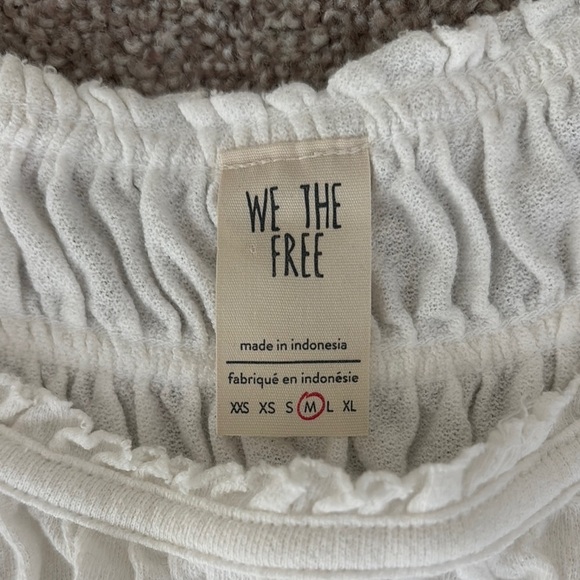 WE THE
FREE
made in indonesia
fabriqué en indonésie
XXS XS S M L XL